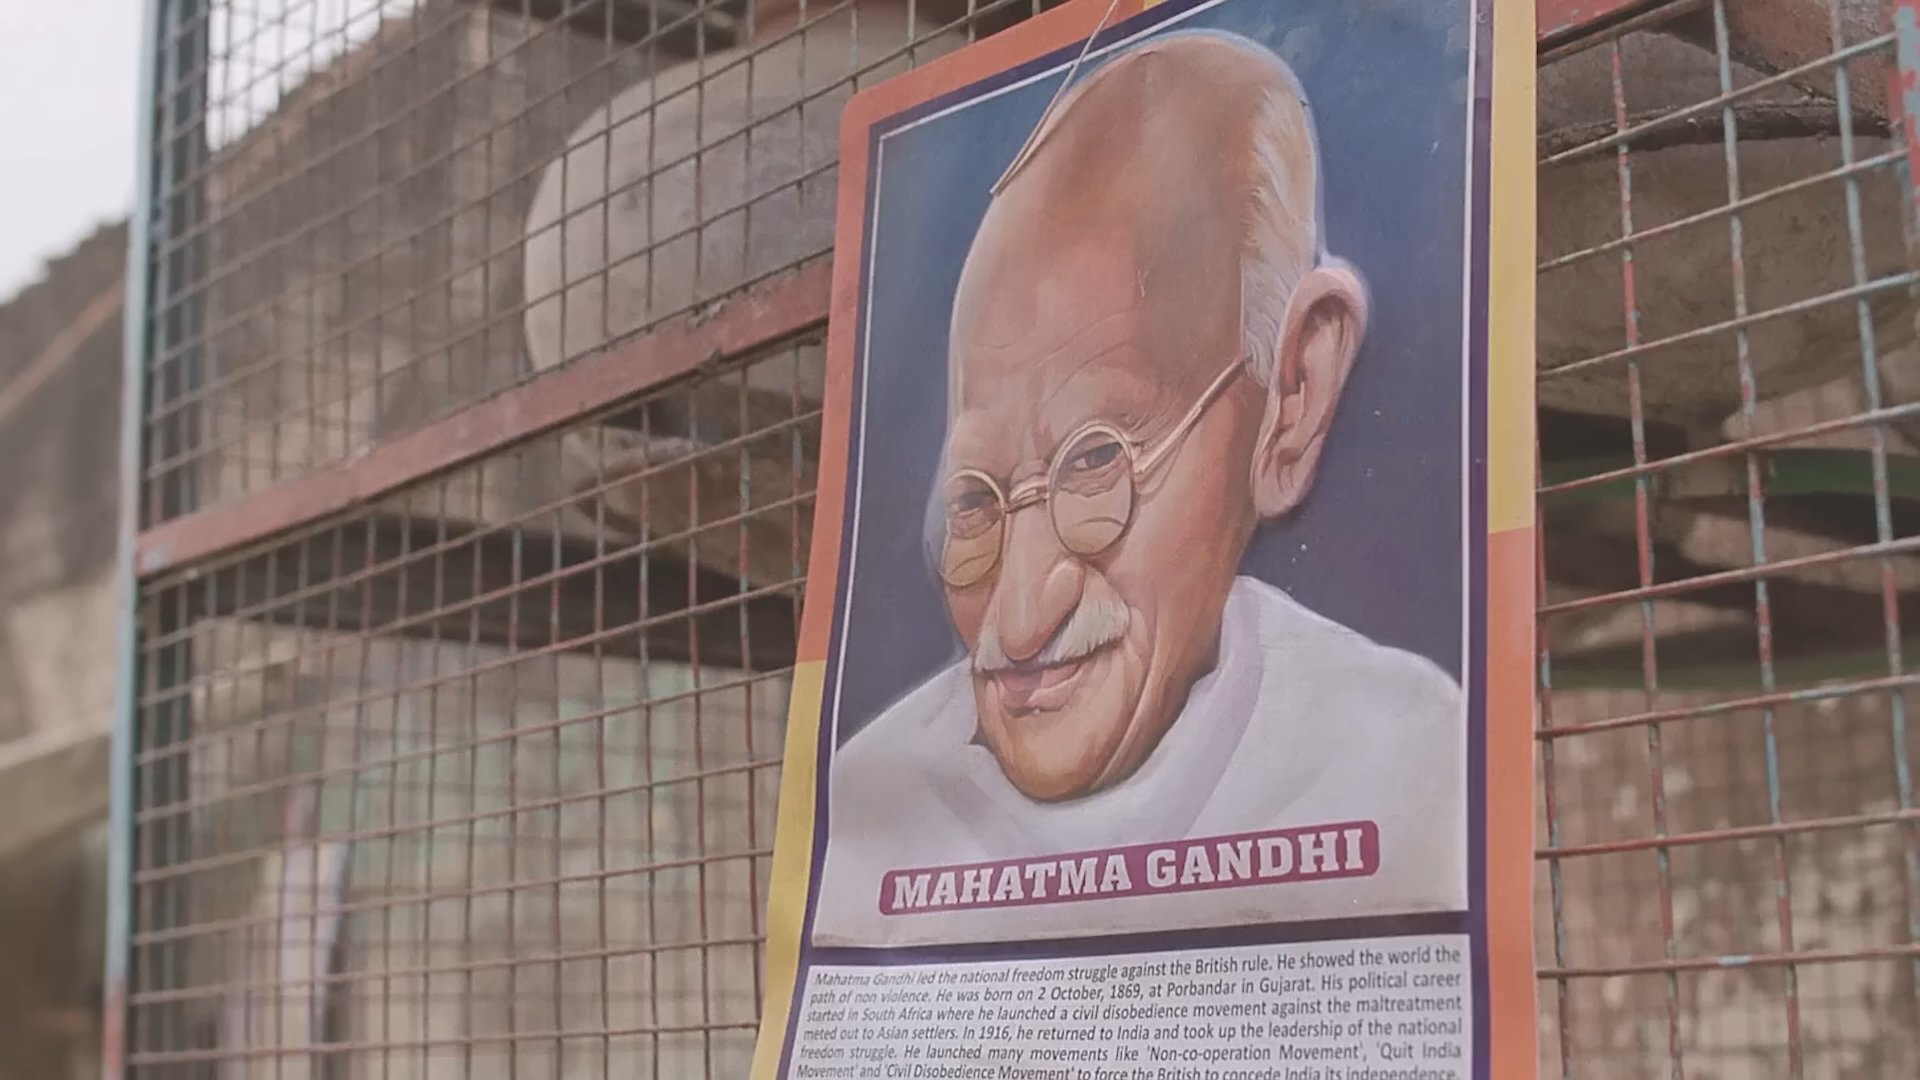 MAHATMA GANDHI
Mahatma Gandhi led the national freedom struggle against the British rule. He showed the world the
path of non violence. He was born on 2 October, 1869, at Porbandar in Gujarat. His political career
started in South Africa where he launched a civil disobedience movement against the maltreatment
meted out to Asian settlers. In 1916, he returned to India and took up the leadership of the national
freedom struggle. He launched many movements like 'Non-co-operation Movement', 'Quit India
Movement' and 'Civil Disobedience Movement' to force the British to concede India its independence.